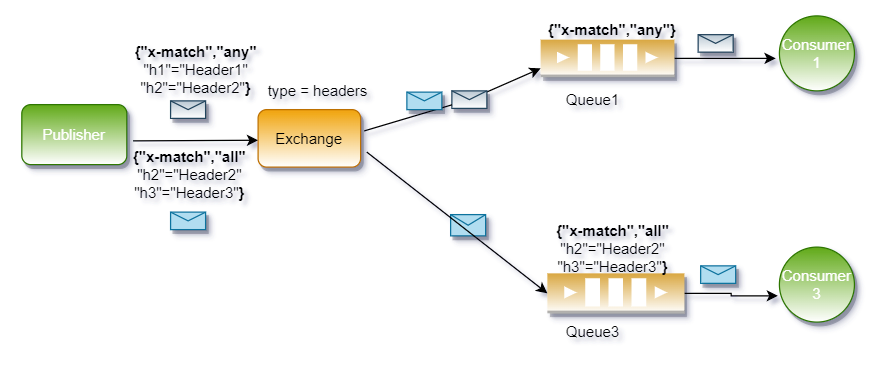 {"x-match","any"
"h1"="Header1"
"h2"="Header2"}
type = headers
Publisher
Exchange
{"x-match","all"
"h2"="Header2"
"h3"="Header3"}
{"x-match","any"}
Queue1
Consumer
1
{"x-match","all"
"h2"="Header2"
"h3"="Header3"}
Queue3
Consumer
3